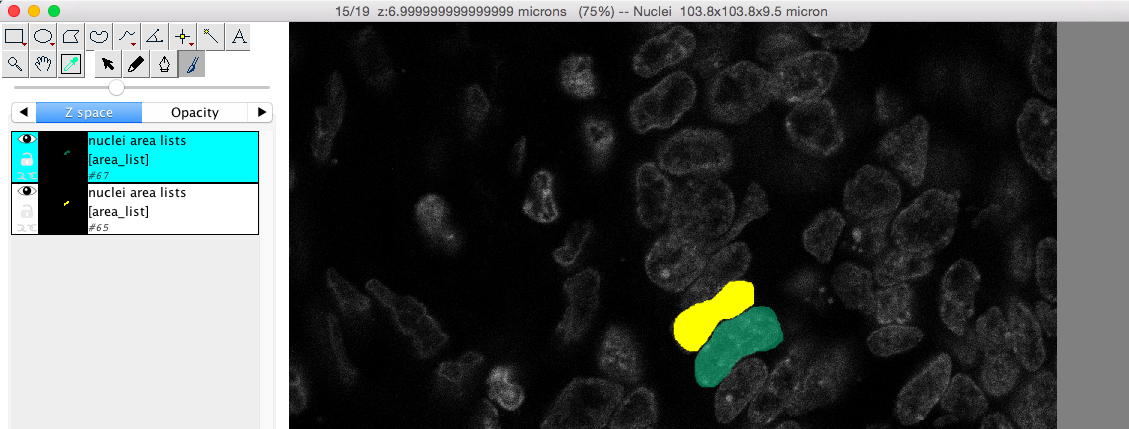 15/19 z:6.999999999999999 microns (75%) -- Nuclei 103.8x103.8x9.5 micron
A
Z space
Opacity
nuclei area lists
[area_list]
#67
nuclei area lists
[area_list]
#65